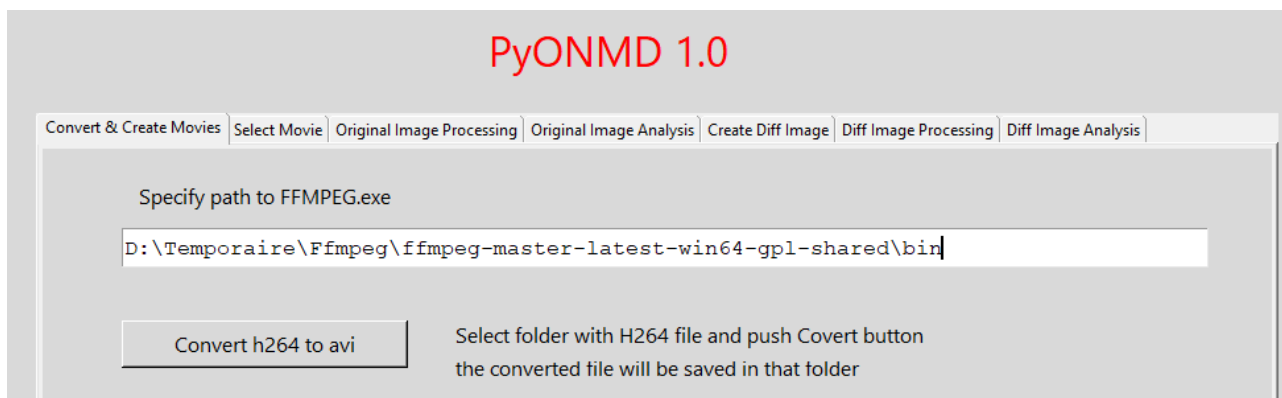 PyONMD 1.0
Convert & Create Movies Select Movie Original Image Processing Original Image Analysis Create Diff Image Diff Image Processing Diff Image Analysis
Specify path to FFMPEG.exe
D:\Temporaire\Ffmpeg\ffmpeg-master-latest-win64-gpl-shared\bin
Convert h264 to avi
Select folder with H264 file and push Covert button
the converted file will be saved in that folder